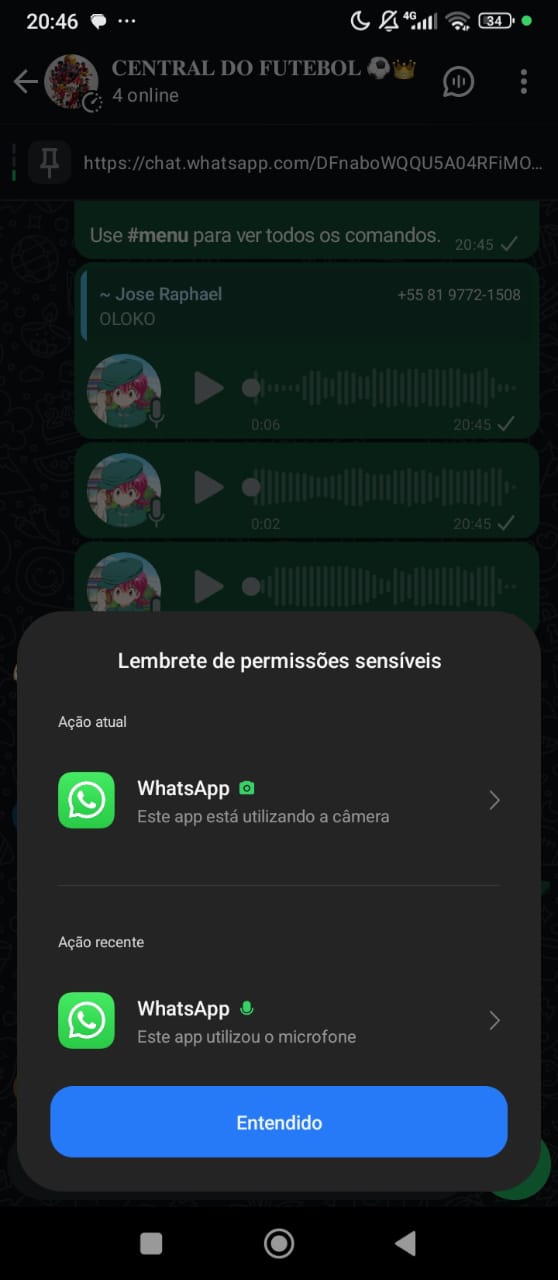 20:46
4G
34
CENTRAL DO FUTEBOL ⚽👑
4 online
https://chat.whatsapp.com/DFnaboWQQU5A04RFiMO...
Use #menu para ver todos os comandos. 20:45
~ Jose Raphael +55 81 9772-1508
OLOKO
0:06 20:45
0:02 20:45
Lembrete de permissões sensíveis
Ação atual
WhatsApp
Este app está utilizando a câmera
Ação recente
WhatsApp
Este app utilizou o microfone
Entendido